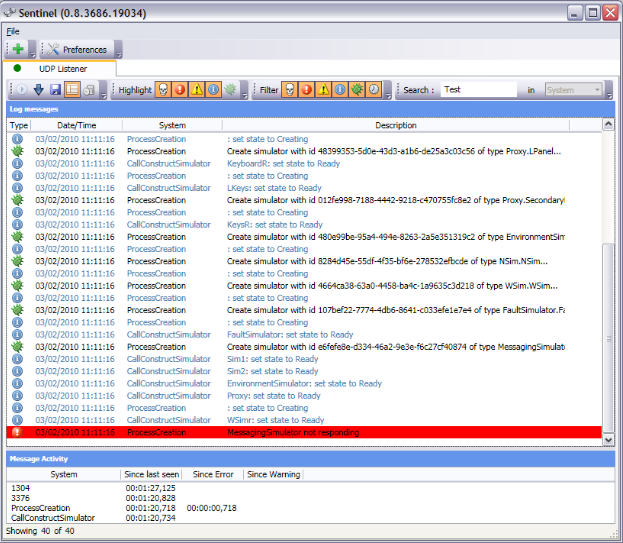 Sentinel (0.8.3686.19034)
File
Preferences
UDP Listener
Highlight Filter Search : Test in System
Log messages
Type Date/Time System Description
03/02/2010 11:11:16 ProcessCreation : set state to Creating
03/02/2010 11:11:16 ProcessCreation Create simulator with id 48399353-5d0e-43d3-a1b6-de25a3c03c56 of type Proxy.LPanel...
03/02/2010 11:11:16 CallConstructSimulator KeyboardR: set state to Ready
03/02/2010 11:11:16 ProcessCreation : set state to Creating
03/02/2010 11:11:16 CallConstructSimulator LKeys: set state to Ready
03/02/2010 11:11:16 ProcessCreation Create simulator with id 012fe998-7188-4442-9218-c470755fc8e2 of type Proxy.Secondary
03/02/2010 11:11:16 ProcessCreation : set state to Creating
03/02/2010 11:11:16 CallConstructSimulator KeysR: set state to Ready
03/02/2010 11:11:16 ProcessCreation Create simulator with id 480e99be-95a4-494e-8263-2a5e351319c2 of type EnvironmentSim
03/02/2010 11:11:16 ProcessCreation : set state to Creating
03/02/2010 11:11:16 ProcessCreation Create simulator with id 8284d45e-55df-4f35-bf6e-278532efbcde of type NSim.NSim...
03/02/2010 11:11:16 ProcessCreation : set state to Creating
03/02/2010 11:11:16 ProcessCreation Create simulator with id 4664ca38-63a0-4458-ba4c-1a9635c3d218 of type WSim.WSim...
03/02/2010 11:11:16 ProcessCreation : set state to Creating
03/02/2010 11:11:16 ProcessCreation Create simulator with id 107bef22-7774-4db6-8641-c033efe1e7e4 of type FaultSimulator.Fa
03/02/2010 11:11:16 ProcessCreation : set state to Creating
03/02/2010 11:11:16 CallConstructSimulator FaultSimulator: set state to Ready
03/02/2010 11:11:16 ProcessCreation Create simulator with id e6fefe8e-d334-46a2-9e3e-f6c27cf40874 of type MessagingSimulat
03/02/2010 11:11:16 CallConstructSimulator Sim1: set state to Ready
03/02/2010 11:11:16 CallConstructSimulator Sim2: set state to Ready
03/02/2010 11:11:16 CallConstructSimulator EnvironmentSimulator: set state to Ready
03/02/2010 11:11:16 CallConstructSimulator Proxy: set state to Ready
03/02/2010 11:11:16 ProcessCreation : set state to Creating
03/02/2010 11:11:16 CallConstructSimulator WSimr: set state to Ready
03/02/2010 11:11:16 ProcessCreation MessagingSimulator not responding
Message Activity
System Since last seen Since Error Since Warning
1304 00:01:27,125
3376 00:01:20,828
ProcessCreation 00:01:20,718 00:00:00,718
CallConstructSimulator 00:01:20,734
Showing 40 of 40